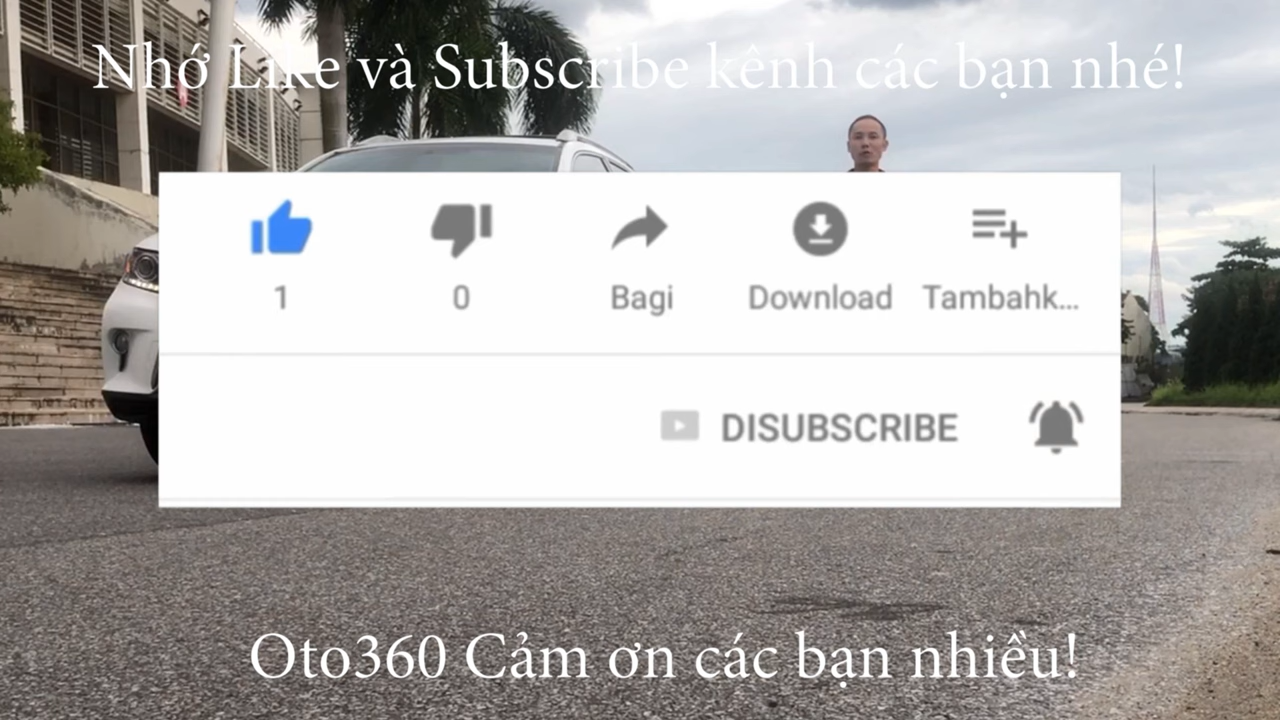 Nhớ Like và Subscribe kênh các bạn nhé!
1 0 Bagi Download Tambahk...
DISUBSCRIBE
Oto360 Cảm ơn các bạn nhiều!